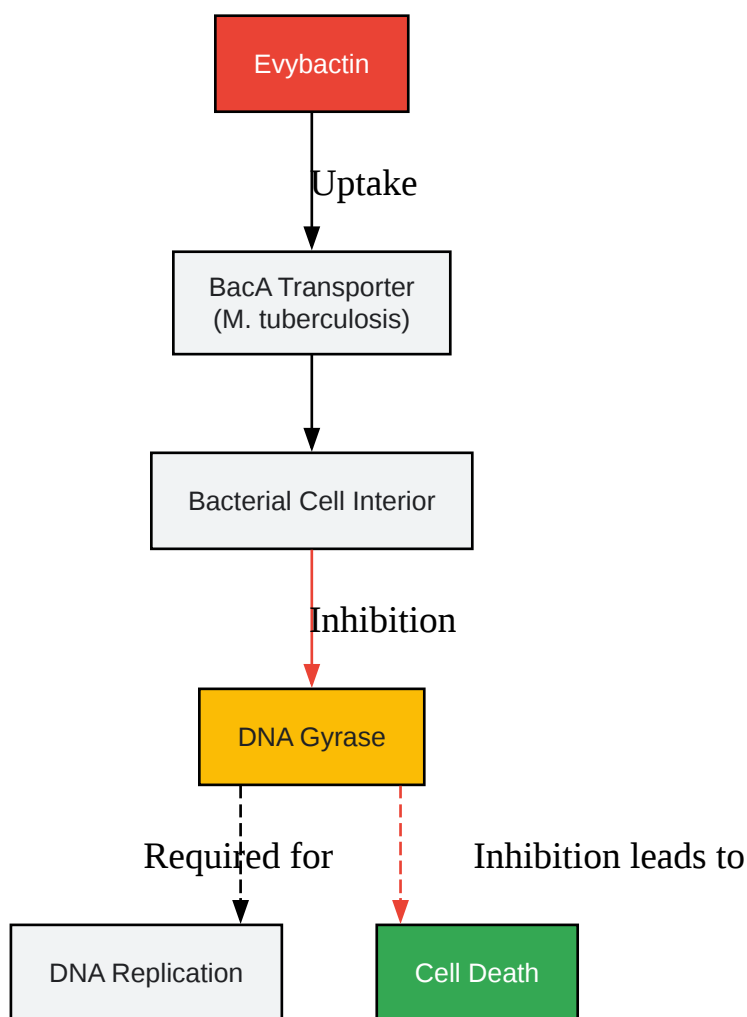 Evybactin
Uptake
BacA Transporter
(M. tuberculosis)
Bacterial Cell Interior
Inhibition
DNA Gyrase
Required for
Inhibition leads to
DNA Replication
Cell Death